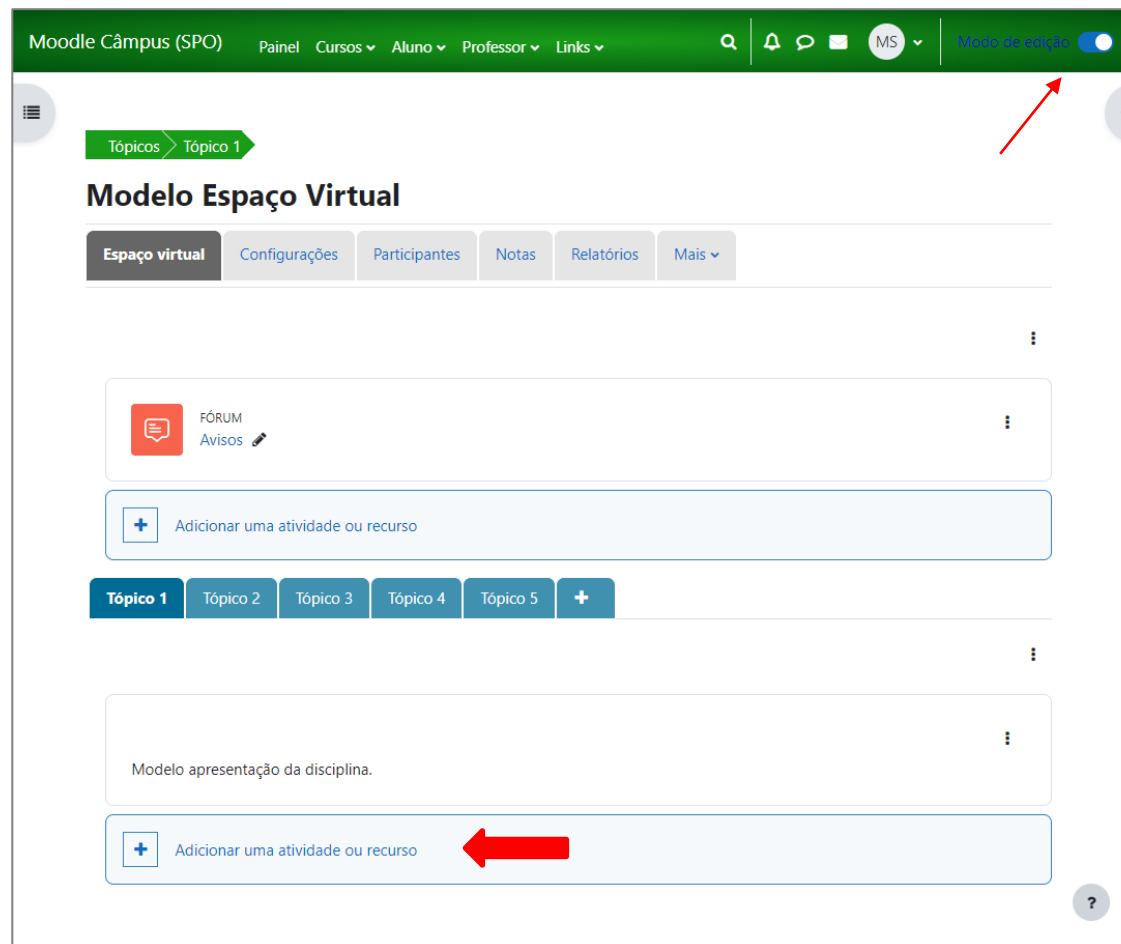 Moodle Câmpus (SPO) Painel Cursos Aluno Professor Links MS Modo de edição
Tópicos Tópico 1
Modelo Espaço Virtual
Espaço virtual Configurações Participantes Notas Relatórios Mais
FÓRUM
Avisos
+ Adicionar uma atividade ou recurso
Tópico 1 Tópico 2 Tópico 3 Tópico 4 Tópico 5 +
Modelo apresentação da disciplina.
+ Adicionar uma atividade ou recurso
?